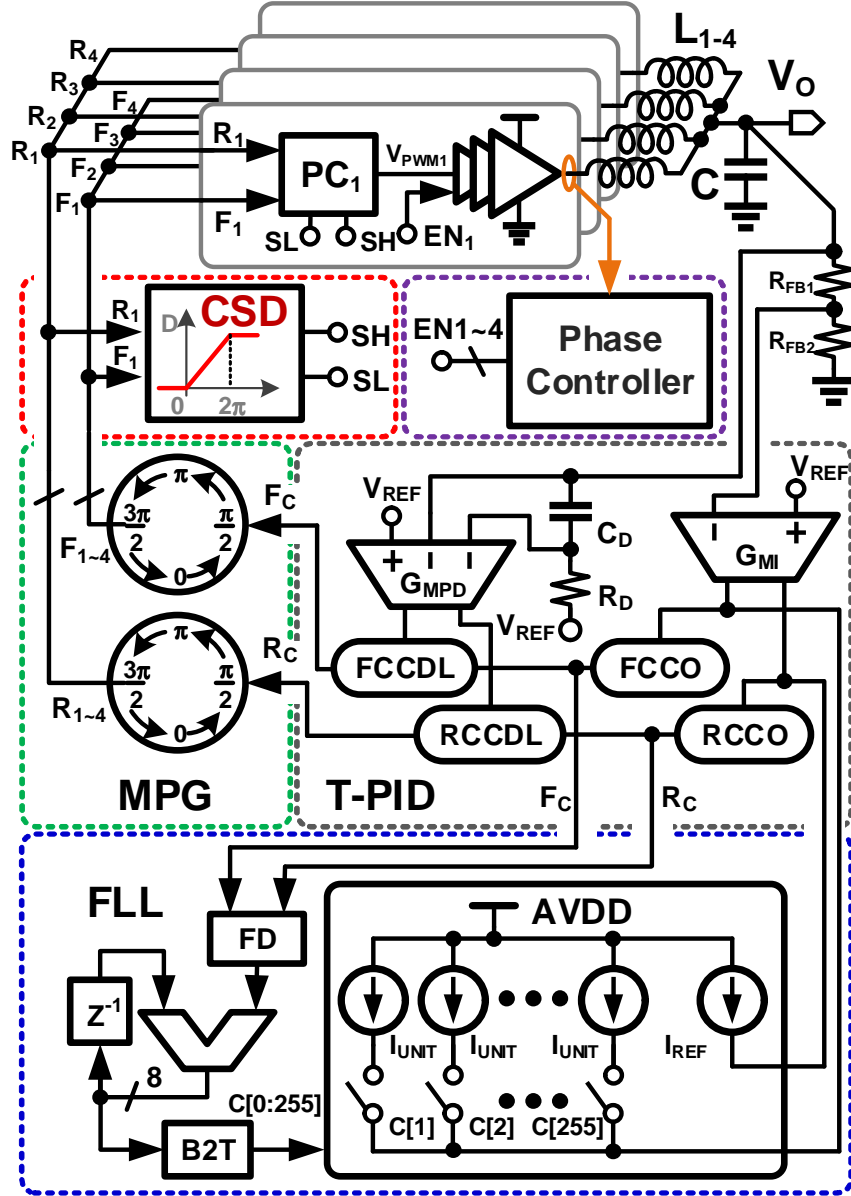 L1-4
R4
R3
R2
R1
F4
F3
F2
F1
VO
R1
F1
PC1
VPWM1
SL
SH
EN1
C
RFB1
RFB2
R1
F1
CSD
D
0
2π
SH
SL
EN1~4
Phase
Controller
π
3π
2
π
2
0
F1~4
FC
VREF
+
−
−
GMPD
CD
RD
VREF
VREF
−
+
GMI
π
3π
2
π
2
0
R1~4
RC
FCCDL
FCCO
RCCDL
RCCO
MPG
T-PID
FC
RC
FLL
FD
AVDD
Z-1
IUNIT
IUNIT
IUNIT
IREF
8
C[0:255]
C[1]
C[2]
C[255]
B2T